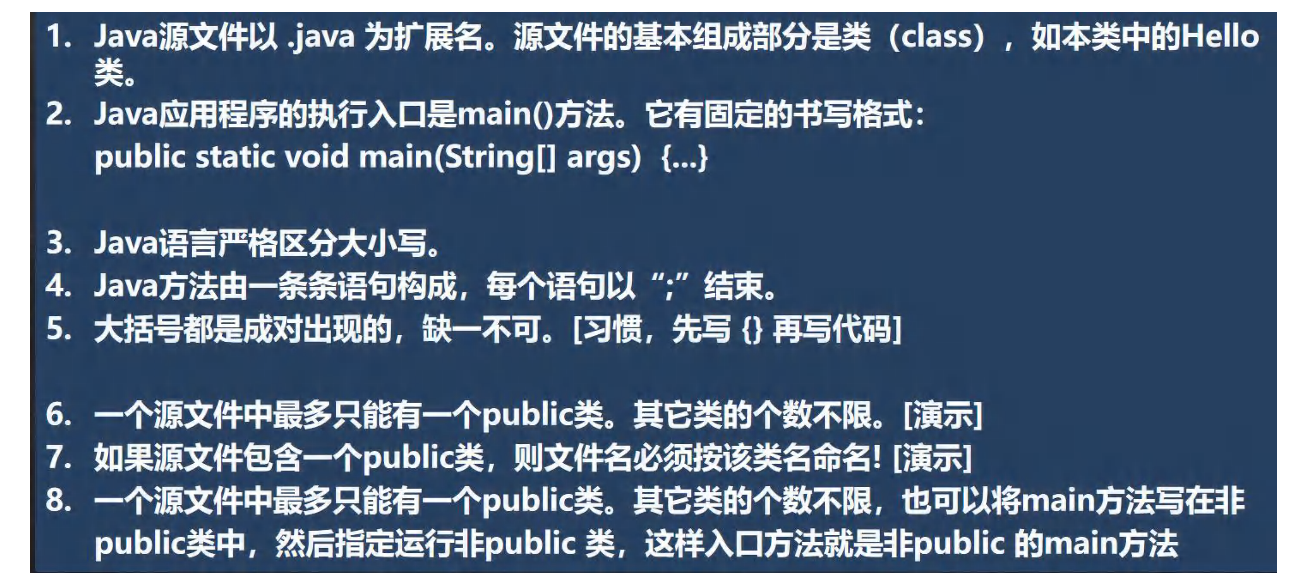 1. Java源文件以 .java 为扩展名。源文件的基本组成部分是类（class），如本类中的Hello
类。
2. Java应用程序的执行入口是main()方法。它有固定的书写格式：
public static void main(String[] args) {...}
3. Java语言严格区分大小写。
4. Java方法由一条条语句构成，每个语句以“;”结束。
5. 大括号都是成对出现的，缺一不可。[习惯，先写 {} 再写代码]
6. 一个源文件中最多只能有一个public类。其它类的个数不限。[演示]
7. 如果源文件包含一个public类，则文件名必须按该类名命名! [演示]
8. 一个源文件中最多只能有一个public类。其它类的个数不限，也可以将main方法写在非
public类中，然后指定运行非public 类，这样入口方法就是非public 的main方法